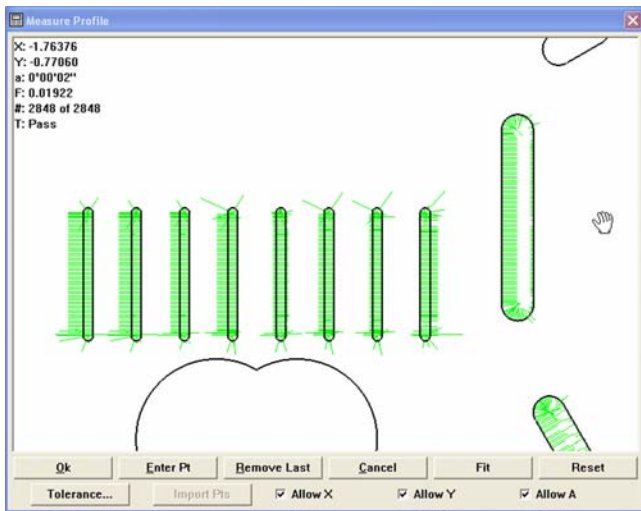 Measure Profile
X: -1.76376
Y: -0.77060
a: 0°00'02"
F: 0.01922
#: 2848 of 2848
T: Pass
Ok Enter Pt Remove Last Cancel Fit Reset
Tolerance... Import Pts Allow X Allow Y Allow A